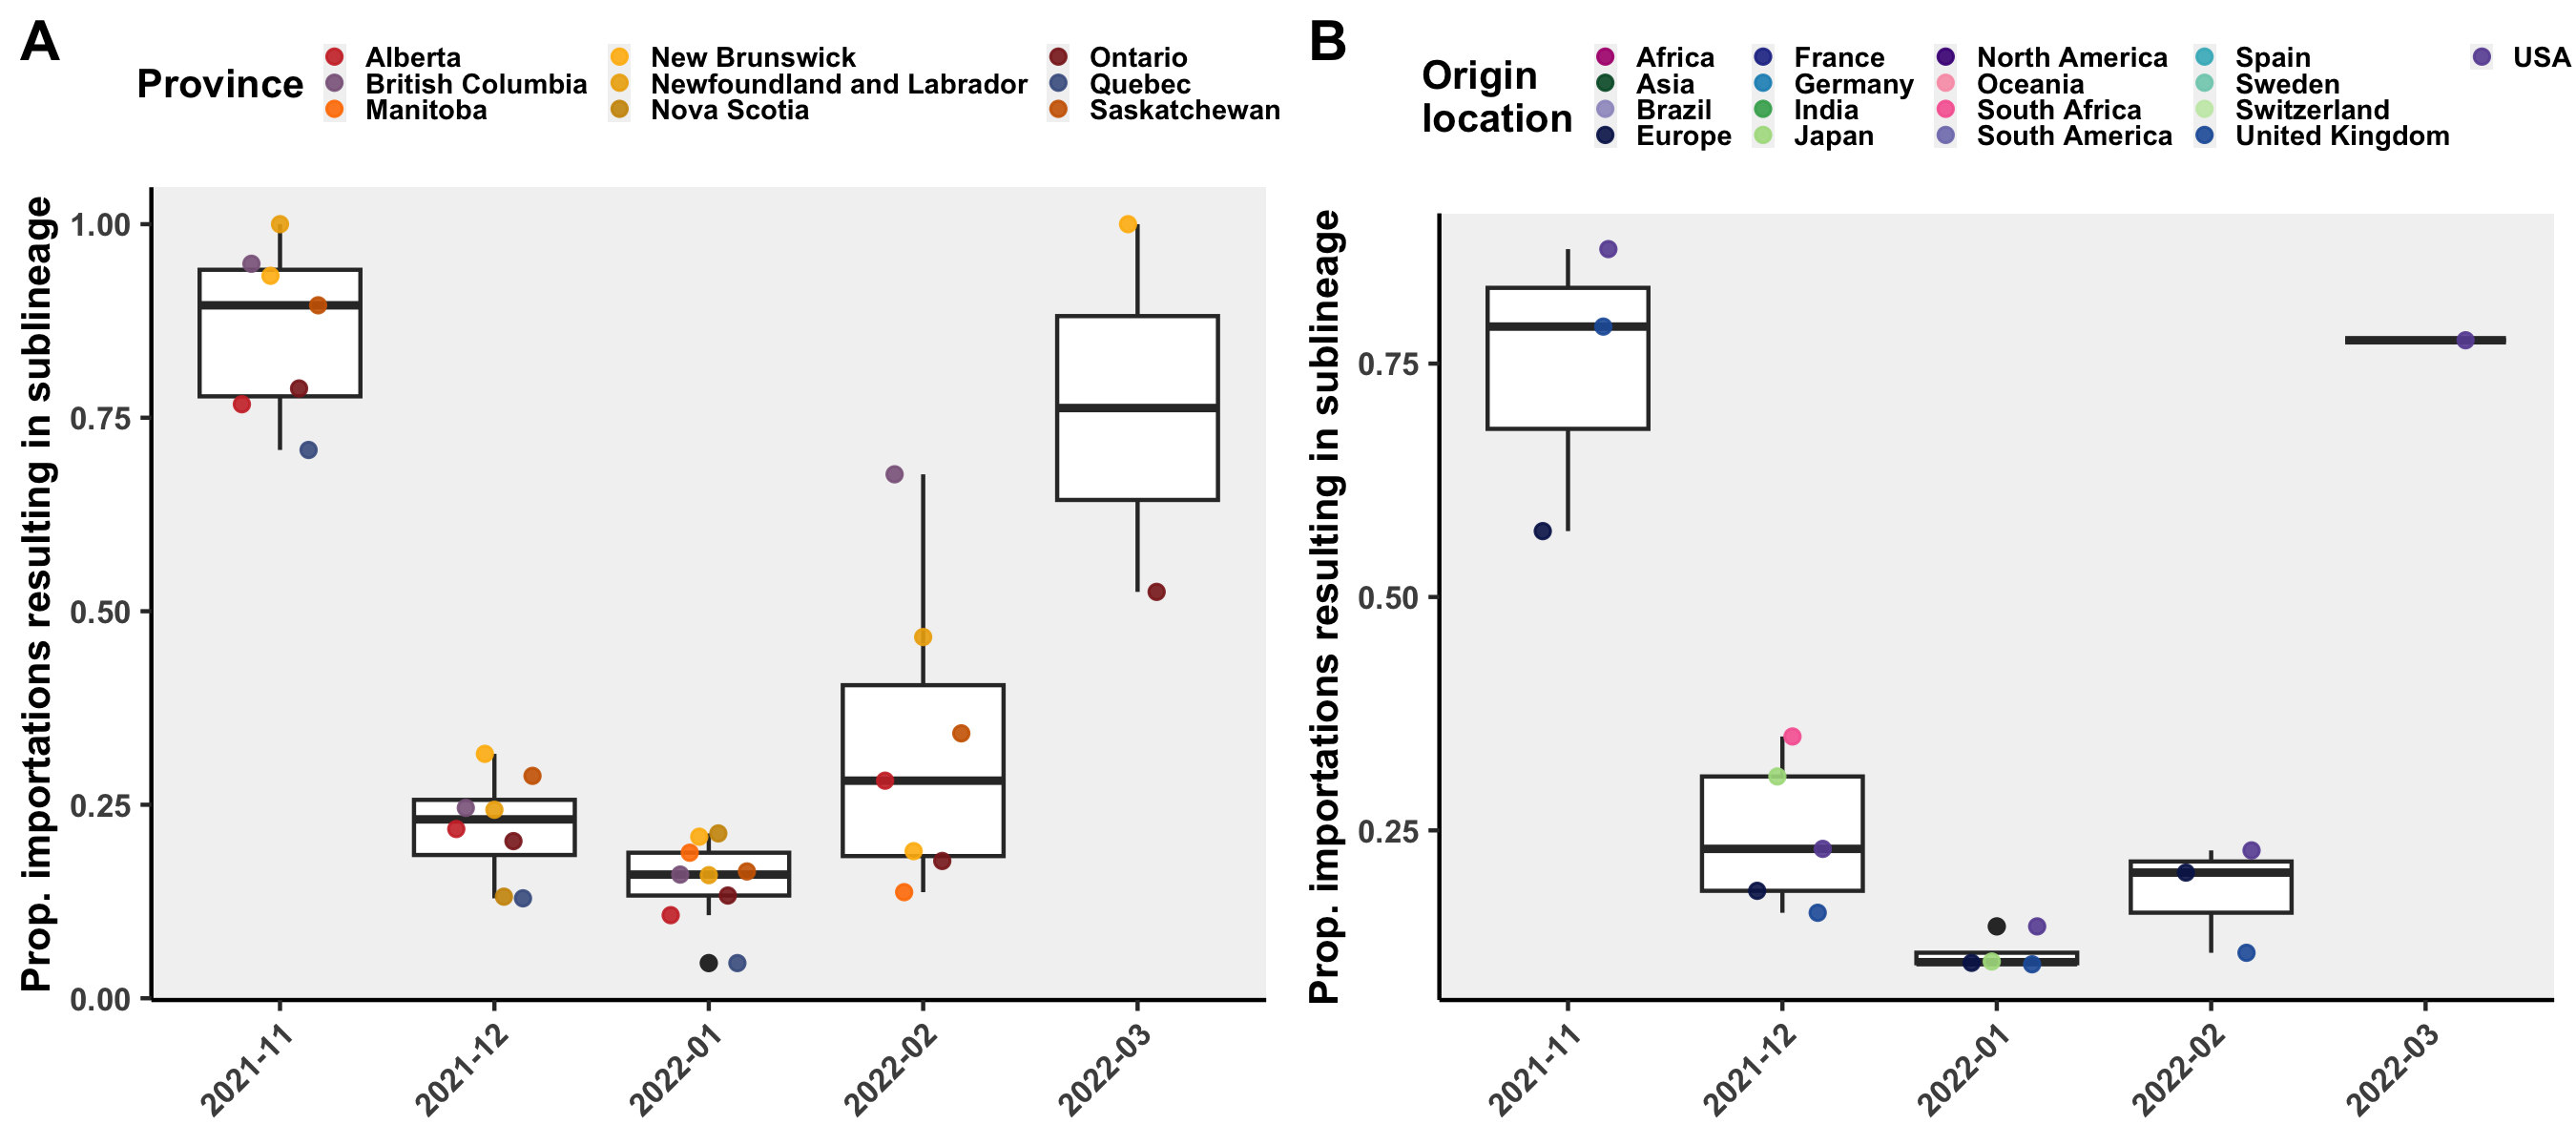 A
Province
Alberta
British Columbia
Manitoba
New Brunswick
Newfoundland and Labrador
Nova Scotia
Ontario
Quebec
Saskatchewan
Prop. importations resulting in sublineage
1.00
0.75
0.50
0.25
0.00
2021-11
2021-12
2022-01
2022-02
2022-03
B
Origin
location
Africa
Asia
Brazil
Europe
France
Germany
India
Japan
North America
Oceania
South Africa
South America
Spain
Sweden
Switzerland
United Kingdom
USA
Prop. importations resulting in sublineage
0.75
0.50
0.25
2021-11
2021-12
2022-01
2022-02
2022-03